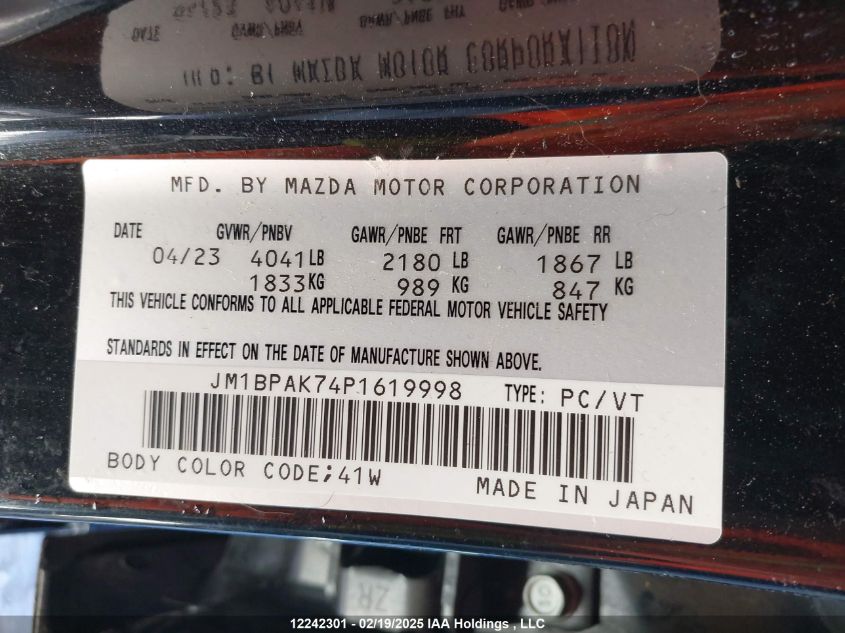 MFD. BY MAZDA MOTOR CORPORATION
DATE GVWR/PNBV GAWR/PNBE FRT GAWR/PNBE RR
04/23 4041 LB 2180 LB 1867 LB
1833 KG 989 KG 847 KG
THIS VEHICLE CONFORMS TO ALL APPLICABLE FEDERAL MOTOR VEHICLE SAFETY
STANDARDS IN EFFECT ON THE DATE OF MANUFACTURE SHOWN ABOVE.
JM1BPAK74P1619998 TYPE: PC/VT
BODY COLOR CODE;41W
MADE IN JAPAN
ZR
12242301 - 02/19/2025 IAA Holdings , LLC